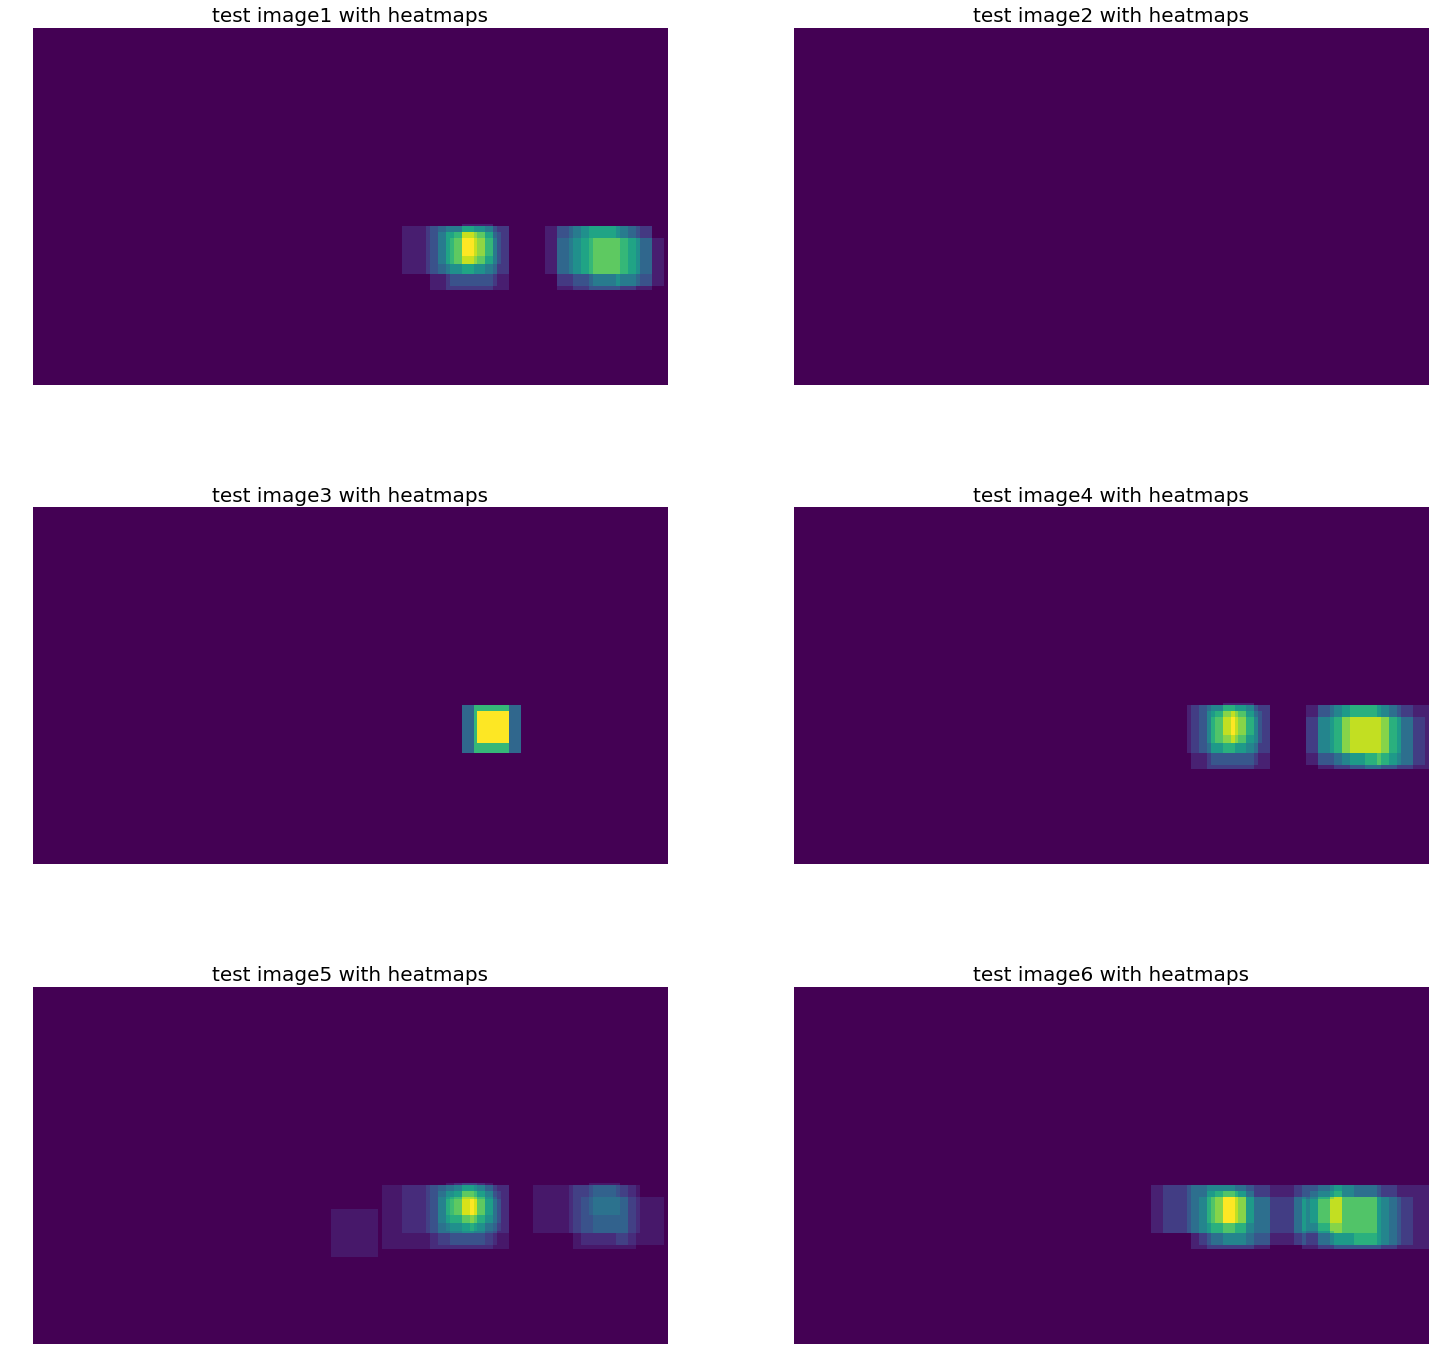 test image1 with heatmaps
test image2 with heatmaps
test image3 with heatmaps
test image4 with heatmaps
test image5 with heatmaps
test image6 with heatmaps